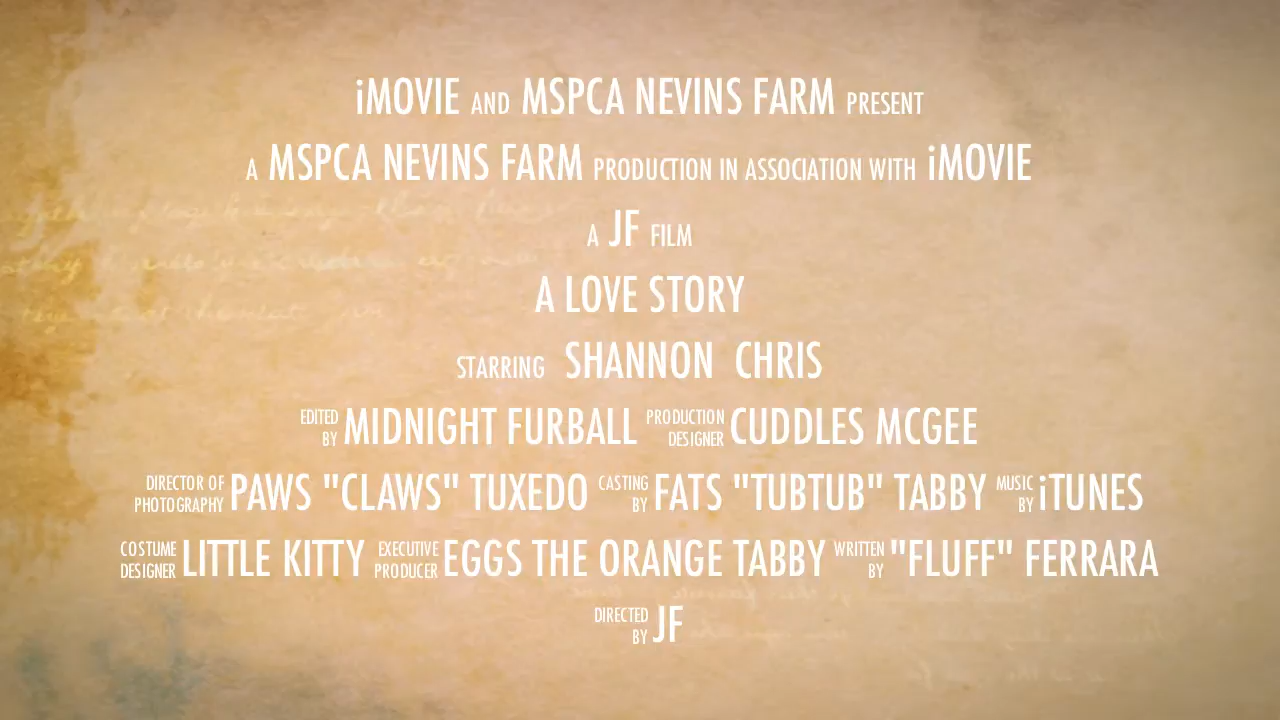 iMOVIE AND MSPCA NEVINS FARM PRESENT
A MSPCA NEVINS FARM PRODUCTION IN ASSOCIATION WITH iMOVIE
A JF FILM
A LOVE STORY
STARRING SHANNON CHRIS
EDITED BY MIDNIGHT FURBALL PRODUCTION DESIGNER CUDDLES MCGEE
DIRECTOR OF PHOTOGRAPHY PAWS "CLAWS" TUXEDO CASTING BY FATS "TUBTUB" TABBY MUSIC BY iTUNES
COSTUME DESIGNER LITTLE KITTY EXECUTIVE PRODUCER EGGS THE ORANGE TABBY WRITTEN BY "FLUFF" FERRARA
DIRECTED BY JF